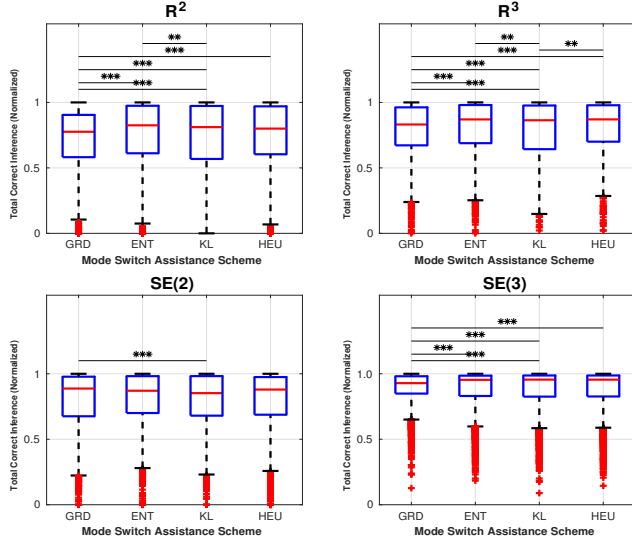 R²
**
***
***
***
***
Total Correct Inference (Normalized)
1
0.5
0
GRD ENT KL HEU
Mode Switch Assistance Scheme
R³
**
***
**
***
***
***
Total Correct Inference (Normalized)
1
0.5
0
GRD ENT KL HEU
Mode Switch Assistance Scheme
SE(2)
***
Total Correct Inference (Normalized)
1
0.5
0
GRD ENT KL HEU
Mode Switch Assistance Scheme
SE(3)
***
***
***
***
Total Correct Inference (Normalized)
1.0
0.5
0
GRD ENT KL HEU
Mode Switch Assistance Scheme